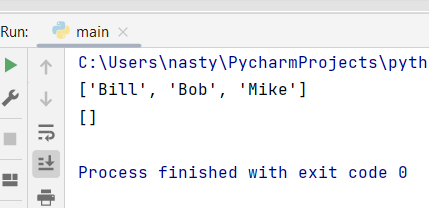 Run: main
C:\Users\nasty\PycharmProjects\pyth
['Bill', 'Bob', 'Mike']
[]
Process finished with exit code 0